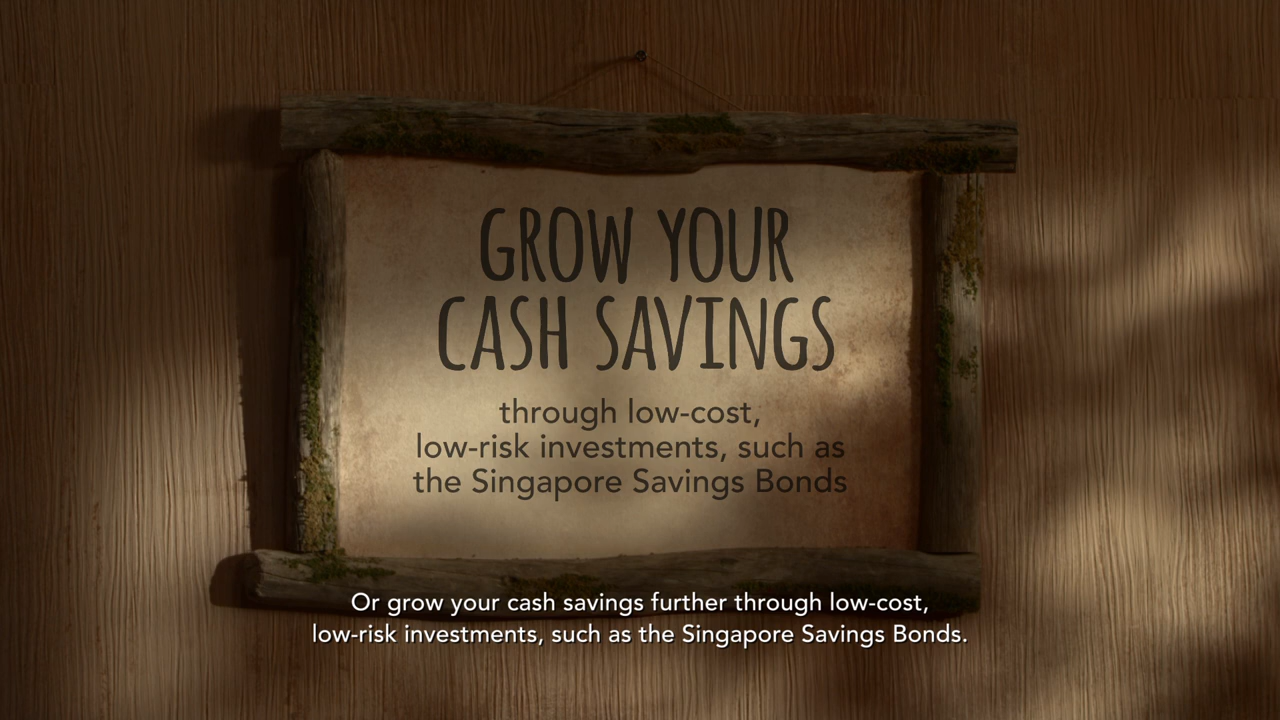 GROW YOUR
CASH SAVINGS
through low-cost,
low-risk investments, such as
the Singapore Savings Bonds
Or grow your cash savings further through low-cost,
low-risk investments, such as the Singapore Savings Bonds.